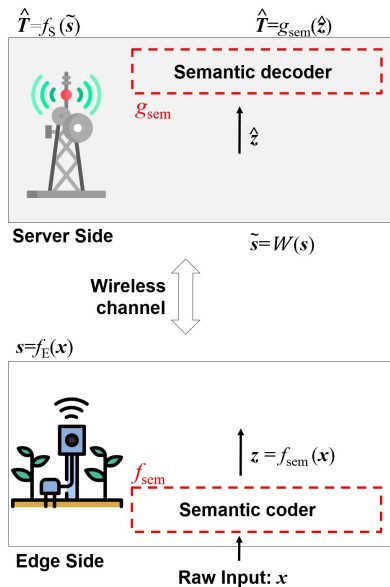 T̂=f_S(s̃)
T̂=g_sem(ẑ)
Semantic decoder
g_sem
ẑ
Server Side
s̃=W(s)
Wireless
channel
s=f_E(x)
z = f_sem(x)
f_sem
Semantic coder
Edge Side
Raw Input: x